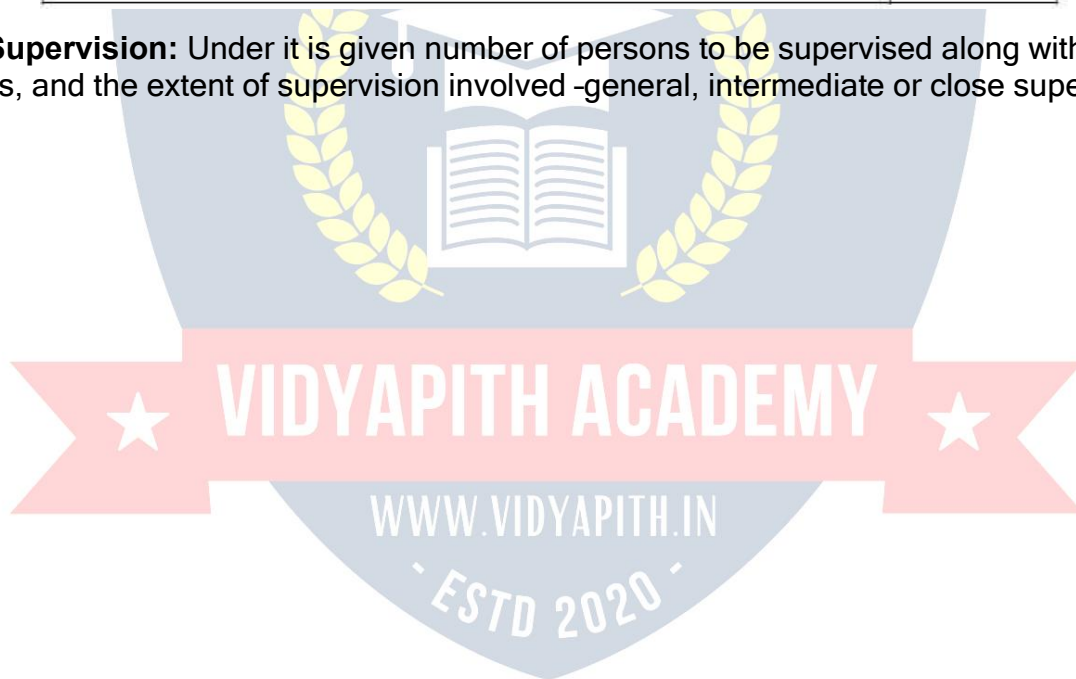 Supervision: Under it is given number of persons to be supervised along with
s, and the extent of supervision involved –general, intermediate or close supe
VIDYAPITH ACADEMY
WWW.VIDYAPITH.IN
- ESTD 2020 -